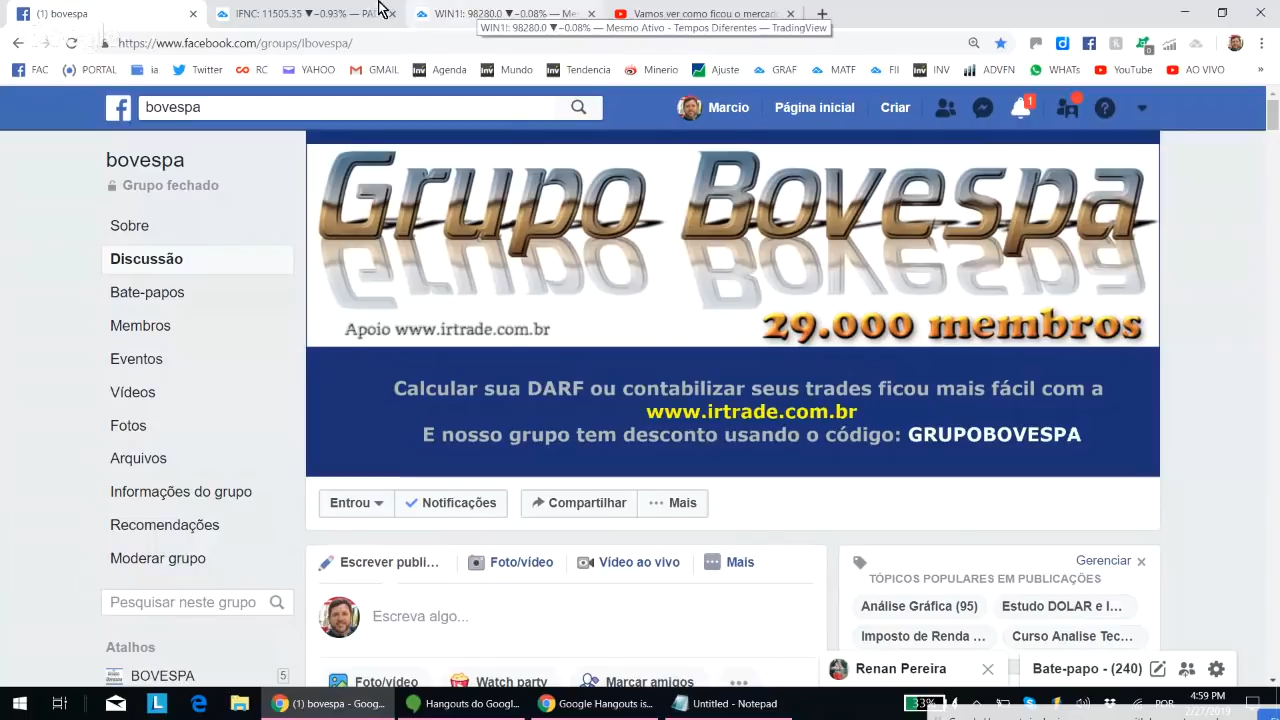 (1) bovespa
IFNC: 11505.35 ▼−0.93% — PA
WIN1!: 98280.0 ▼−0.08% — Me
Vamos ver como ficou o mercad
WIN1!: 98280.0 ▼−0.08% — Mesmo Ativo - Tempos Diferentes — TradingView
https://www.facebook.com/groups/Ibovespa/
FAC
PORTAL
ia
Twitter
RC
YAHOO
GMAIL
Agenda
Mundo
Tendencia
Minerio
Ajuste
GRAF
MATF
FII
INV
ADVFN
WHATs
YouTube
AO VIVO
bovespa
Marcio
Página inicial
Criar
1
bovespa
Grupo fechado
Sobre
Discussão
Bate-papos
Membros
Eventos
Vídeos
Fotos
Arquivos
Informações do grupo
Recomendações
Moderar grupo
Pesquisar neste grupo
Atalhos
BOVESPA
5
Grupo Bovespa
Apoio www.irtrade.com.br
29.000 membros
Calcular sua DARF ou contabilizar seus trades ficou mais fácil com a
www.irtrade.com.br
E nosso grupo tem desconto usando o código: GRUPOBOVESPA
Entrou
Notificações
Compartilhar
Mais
Escrever publi...
Foto/vídeo
Vídeo ao vivo
Mais
Escreva algo...
Foto/vídeo
Watch party
Marcar amigos
Gerenciar
TÓPICOS POPULARES EM PUBLICAÇÕES
Análise Gráfica (95)
Estudo DOLAR e I...
Imposto de Renda ...
Curso Analise Tec...
Renan Pereira
Bate-papo - (240)
(1) bovespa - Goog...
Hangouts do Googl...
Google Hangouts is...
Untitled - Notepad
33%
POR
4:59 PM
2/27/2019